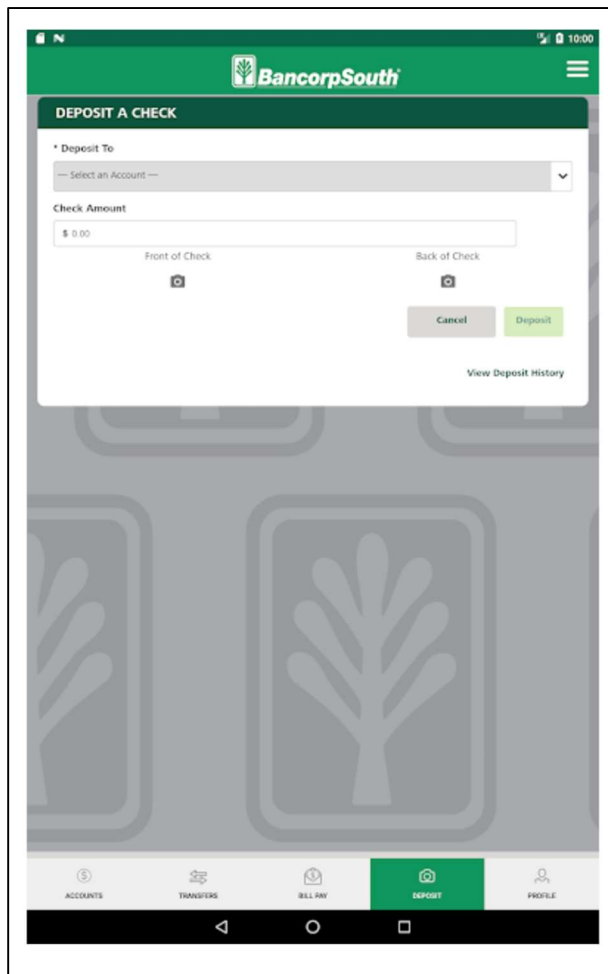 10:00
BancorpSouth
DEPOSIT A CHECK
* Deposit To
— Select an Account —
Check Amount
$ 0.00
Front of Check Back of Check
Cancel Deposit
View Deposit History
ACCOUNTS TRANSFERS BILL PAY DEPOSIT PROFILE